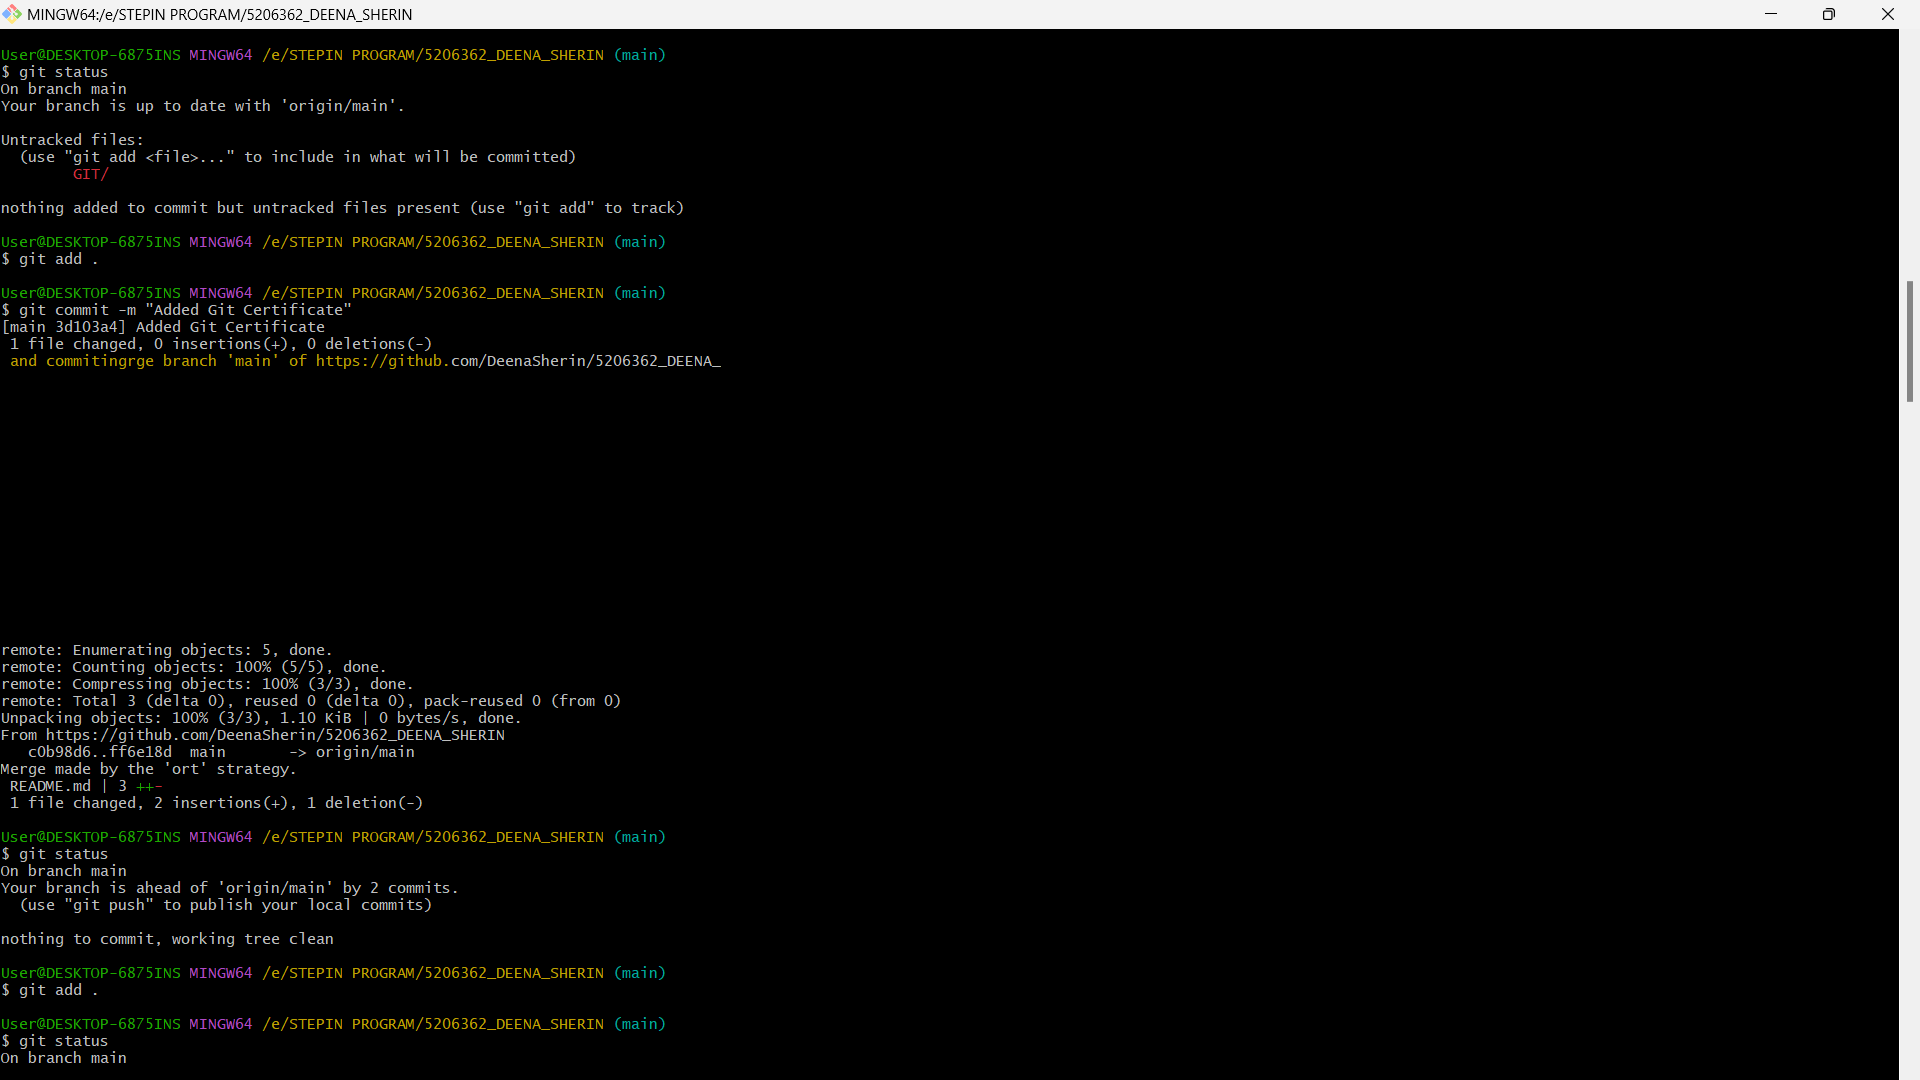 MINGW64:/e/STEPIN PROGRAM/5206362_DEENA_SHERIN
User@DESKTOP-6875INS MINGW64 /e/STEPIN PROGRAM/5206362_DEENA_SHERIN (main)
$ git status
On branch main
Your branch is up to date with 'origin/main'.
Untracked files:
  (use "git add <file>..." to include in what will be committed)
        GIT/
nothing added to commit but untracked files present (use "git add" to track)
User@DESKTOP-6875INS MINGW64 /e/STEPIN PROGRAM/5206362_DEENA_SHERIN (main)
$ git add .
User@DESKTOP-6875INS MINGW64 /e/STEPIN PROGRAM/5206362_DEENA_SHERIN (main)
$ git commit -m "Added Git Certificate"
[main 3d103a4] Added Git Certificate
 1 file changed, 0 insertions(+), 0 deletions(-)
 and commitingrge branch 'main' of https://github.com/DeenaSherin/5206362_DEENA_
remote: Enumerating objects: 5, done.
remote: Counting objects: 100% (5/5), done.
remote: Compressing objects: 100% (3/3), done.
remote: Total 3 (delta 0), reused 0 (delta 0), pack-reused 0 (from 0)
Unpacking objects: 100% (3/3), 1.10 KiB | 0 bytes/s, done.
From https://github.com/DeenaSherin/5206362_DEENA_SHERIN
   c0b98d6..ff6e18d  main       -> origin/main
Merge made by the 'ort' strategy.
 README.md | 3 ++-
 1 file changed, 2 insertions(+), 1 deletion(-)
User@DESKTOP-6875INS MINGW64 /e/STEPIN PROGRAM/5206362_DEENA_SHERIN (main)
$ git status
On branch main
Your branch is ahead of 'origin/main' by 2 commits.
  (use "git push" to publish your local commits)
nothing to commit, working tree clean
User@DESKTOP-6875INS MINGW64 /e/STEPIN PROGRAM/5206362_DEENA_SHERIN (main)
$ git add .
User@DESKTOP-6875INS MINGW64 /e/STEPIN PROGRAM/5206362_DEENA_SHERIN (main)
$ git status
On branch main